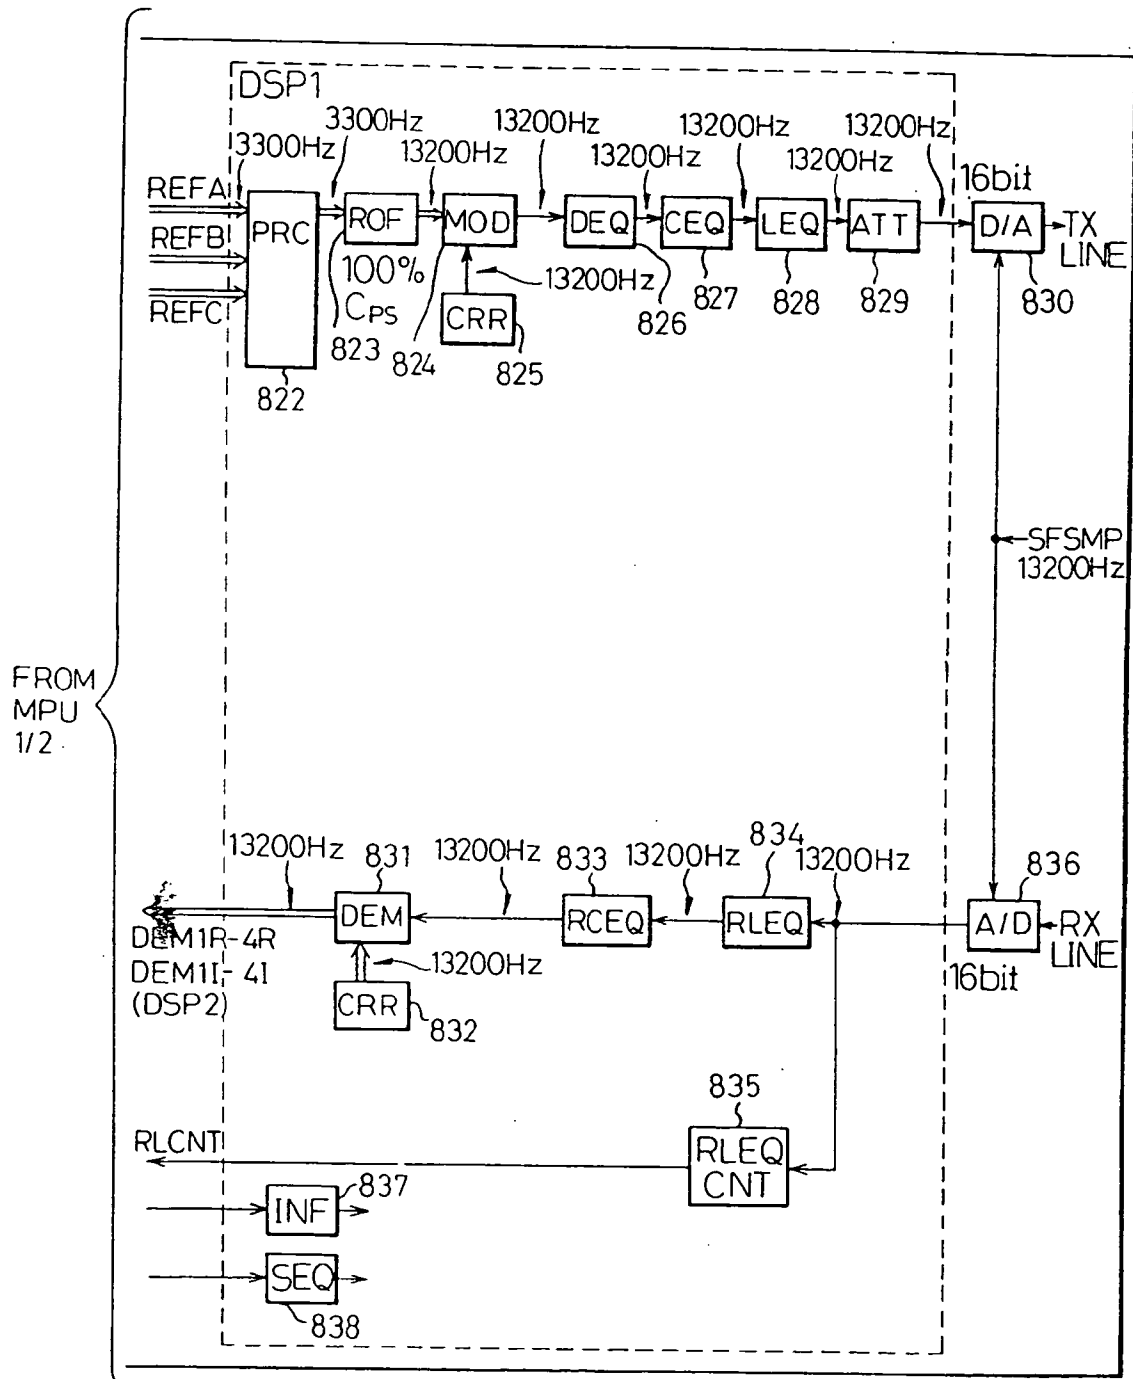 DSP1
3300Hz
3300Hz
13200Hz
13200Hz
13200Hz
13200Hz
13200Hz
13200Hz
16bit
REFA
REFB
REFC
PRC
ROF
MOD
DEQ
CEQ
LEQ
ATT
D/A
TX
LINE
100%
CPS
13200Hz
CRR
822
823
824
825
826
827
828
829
830
SFSMP
13200Hz
FROM
MPU
1/2
13200Hz
831
13200Hz
833
13200Hz
834
13200Hz
836
DEM
RCEQ
RLEQ
A/D
RX
LINE
16bit
DEM1R-4R
DEM1I-4I
(DSP2)
13200Hz
CRR
832
835
RLEQ
CNT
RLCNT
837
INF
SEQ
838